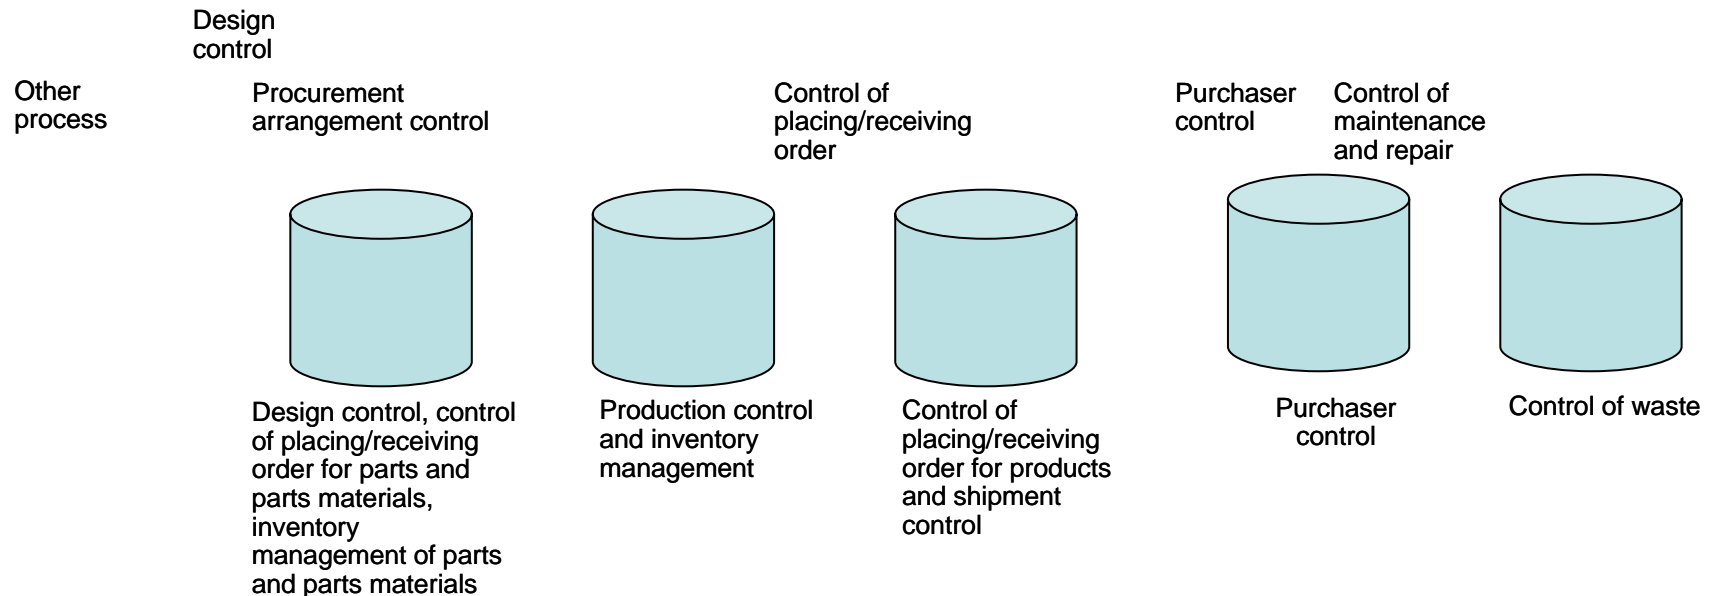 Design
control
Other
process
Procurement
arrangement control
Control of
placing/receiving
order
Purchaser
control
Control of
maintenance
and repair
Design control, control
of placing/receiving
order for parts and
parts materials,
inventory
management of parts
and parts materials
Production control
and inventory
management
Control of
placing/receiving
order for products
and shipment
control
Purchaser
control
Control of waste